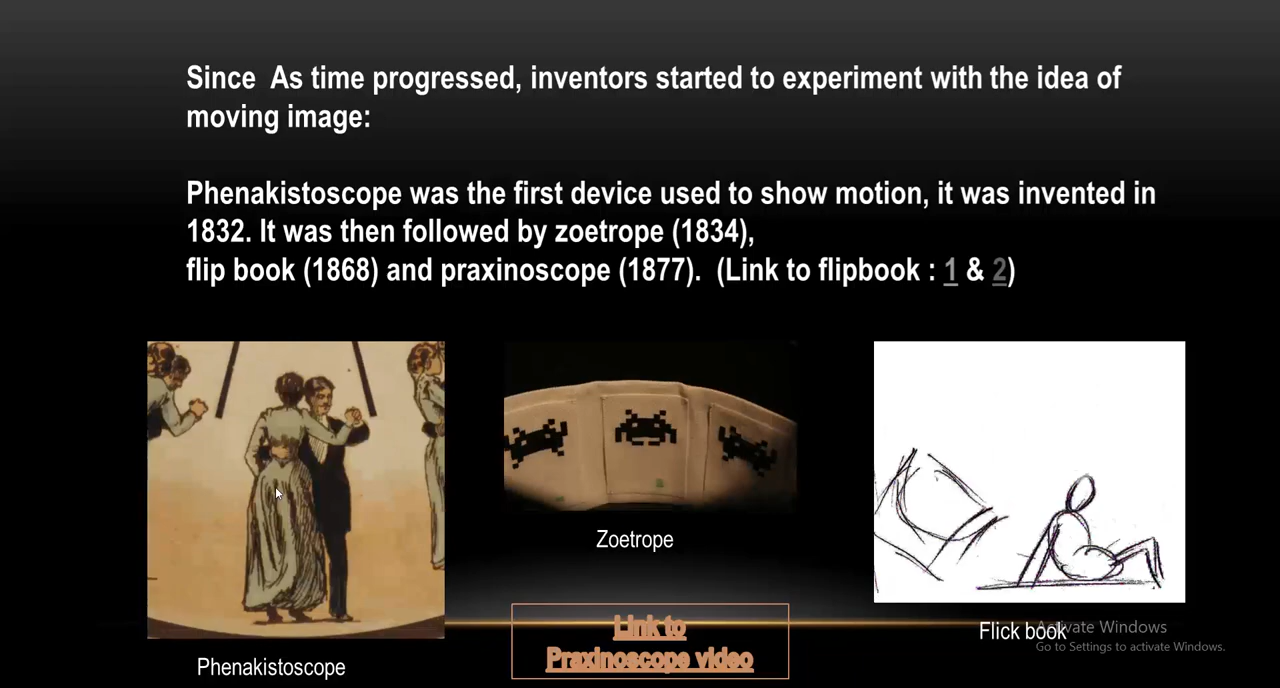 Since  As time progressed, inventors started to experiment with the idea of
moving image:
Phenakistoscope was the first device used to show motion, it was invented in
1832. It was then followed by zoetrope (1834),
flip book (1868) and praxinoscope (1877).  (Link to flipbook : 1 & 2)
Zoetrope
Link to
Praxinoscope video
Flick book
Phenakistoscope
Activate Windows
Go to Settings to activate Windows.